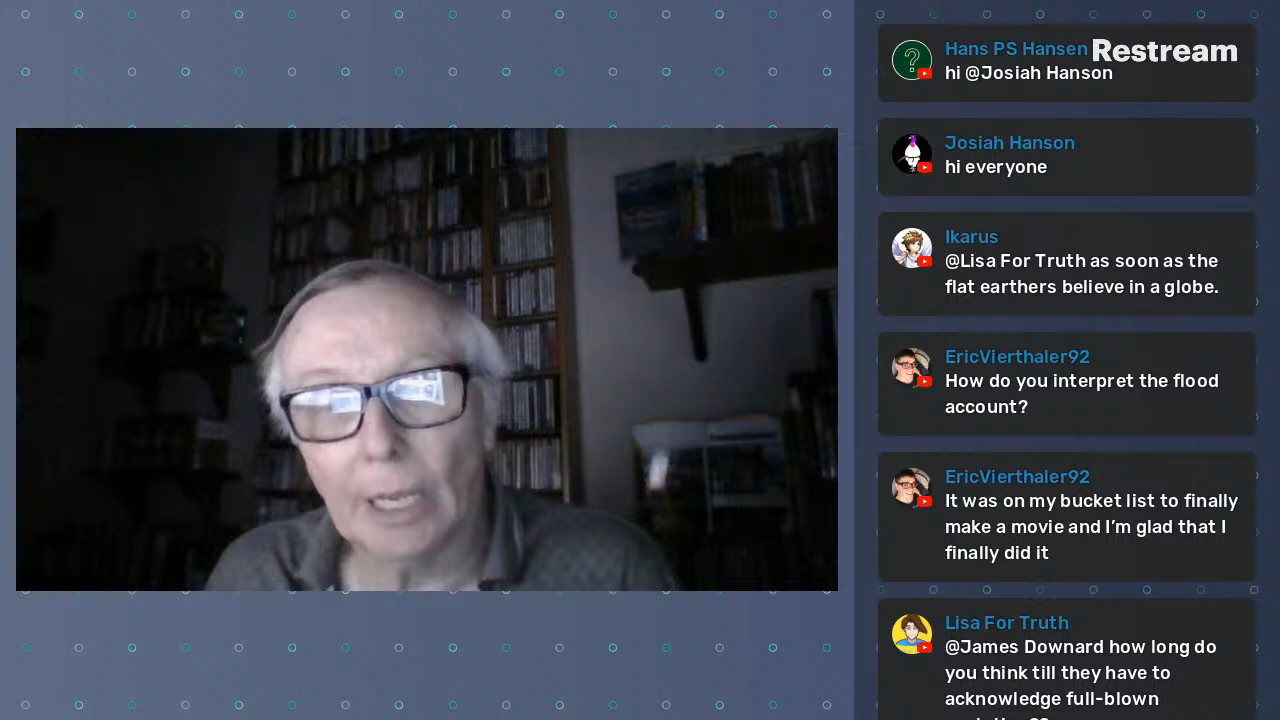 Hans PS Hansen
Restream
hi @Josiah Hanson
Josiah Hanson
hi everyone
Ikarus
@Lisa For Truth as soon as the
flat earthers believe in a globe.
EricVierthaler92
How do you interpret the flood
account?
EricVierthaler92
It was on my bucket list to finally
make a movie and I’m glad that I
finally did it
Lisa For Truth
@James Downard how long do
you think till they have to
acknowledge full-blown